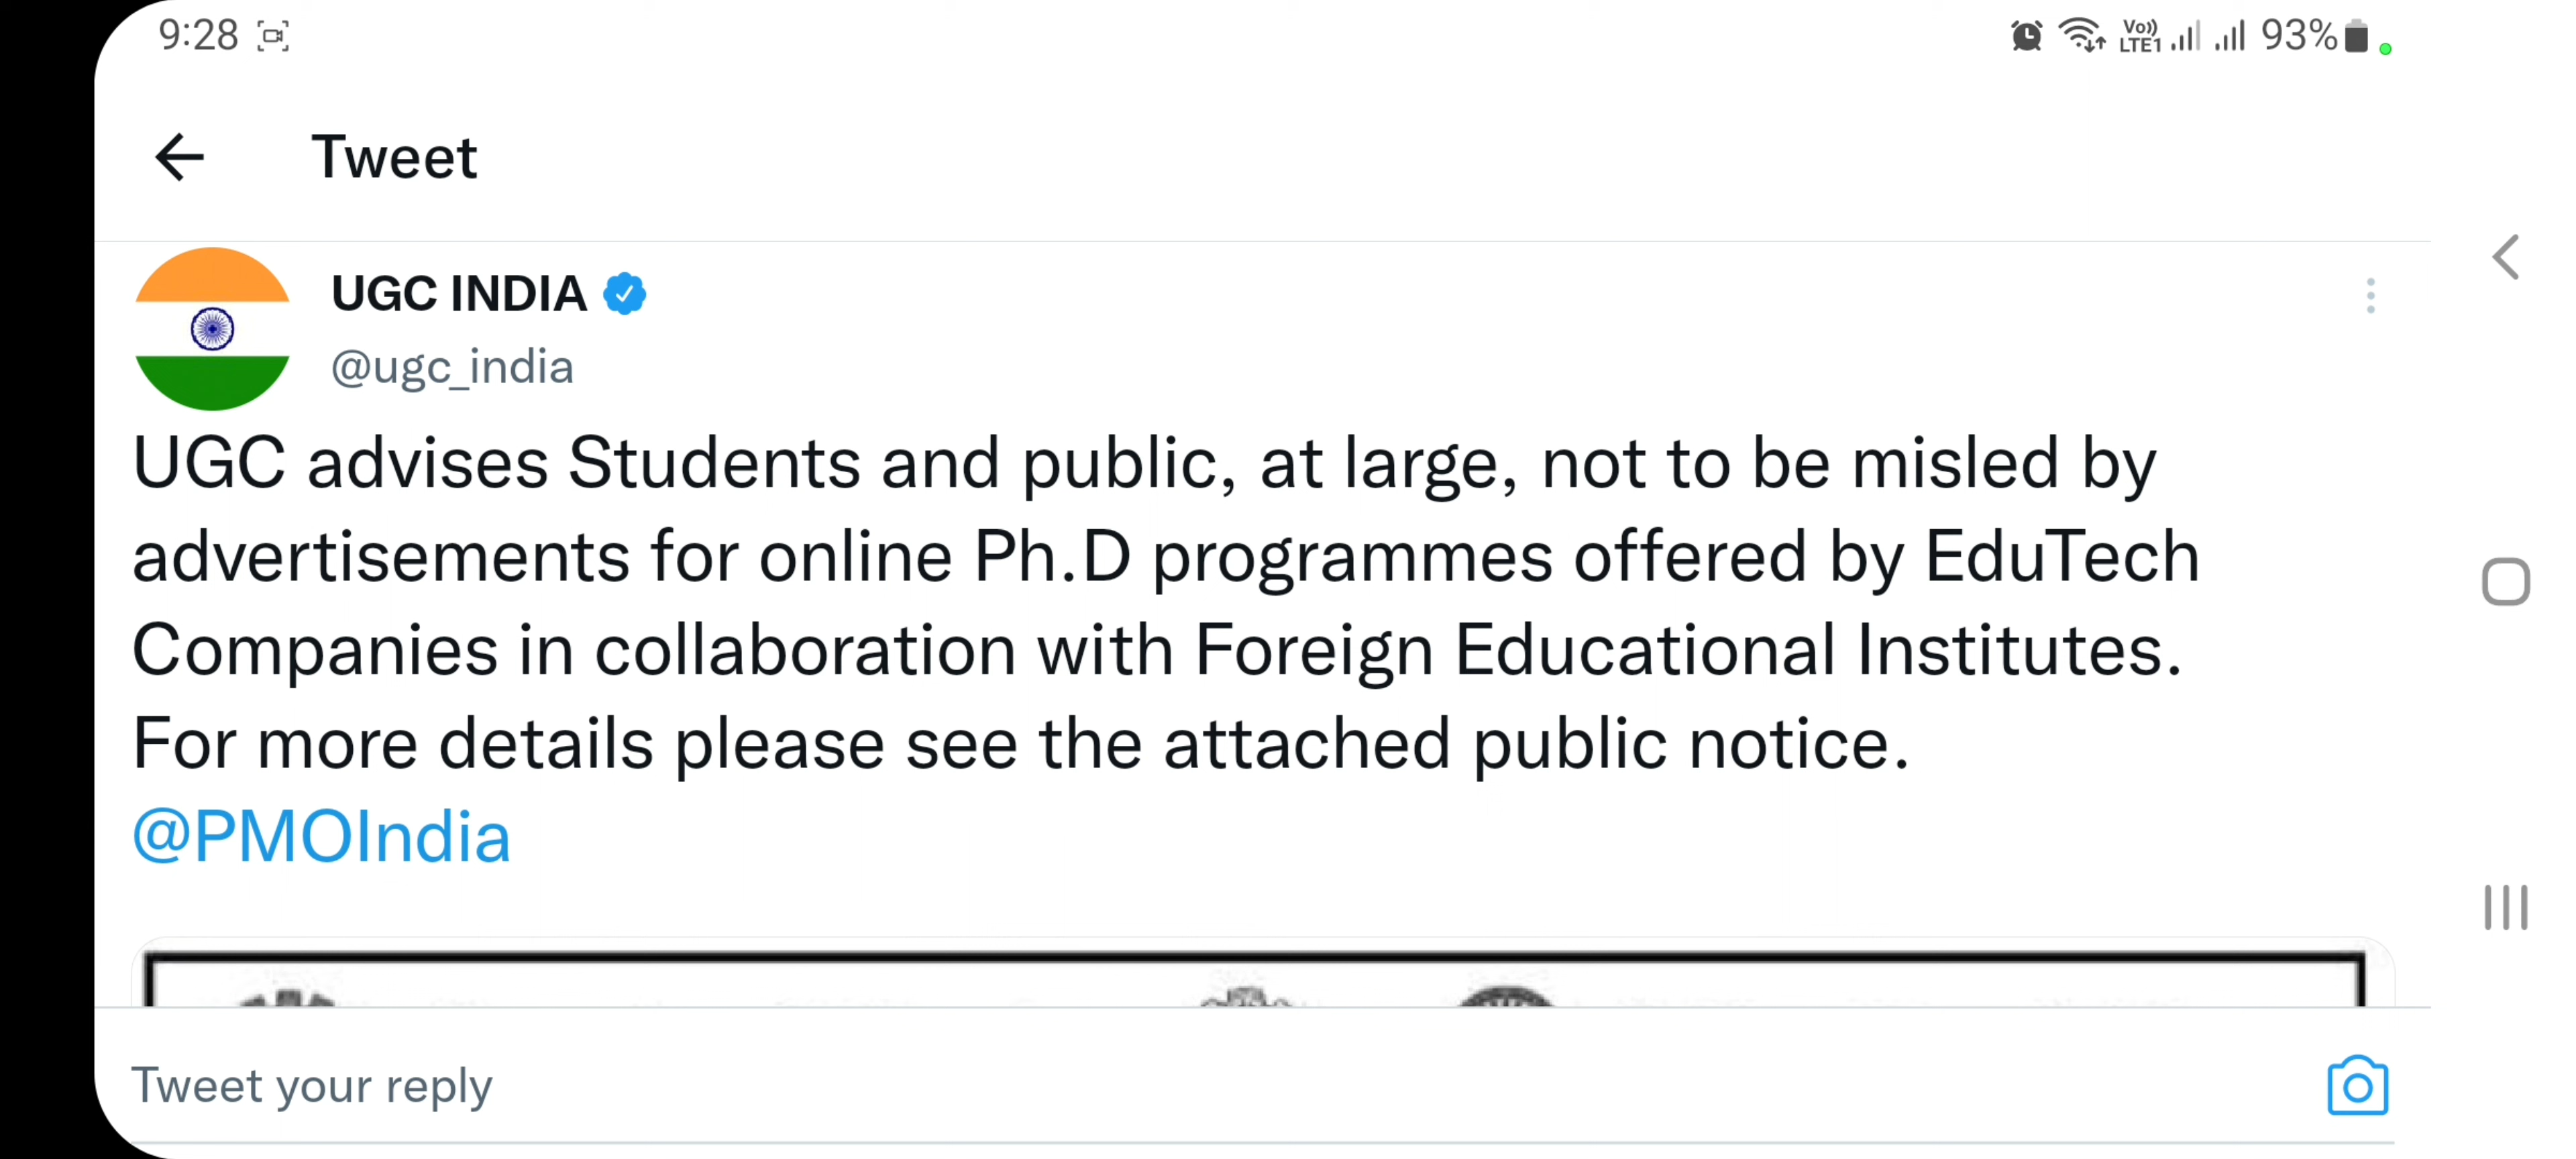 9:28
Vo)) LTE1 93%
Tweet
UGC INDIA
@ugc_india
UGC advises Students and public, at large, not to be misled by
advertisements for online Ph.D programmes offered by EduTech
Companies in collaboration with Foreign Educational Institutes.
For more details please see the attached public notice.
@PMOIndia
Tweet your reply